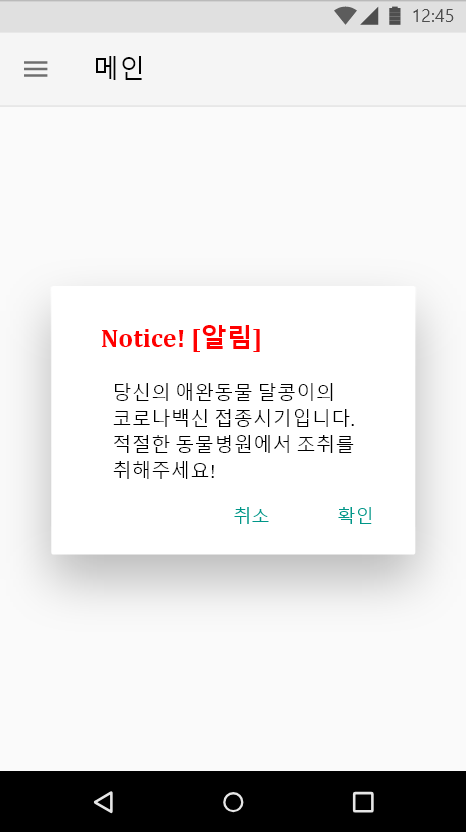 12:45
메인
Notice! [알림]
당신의 애완동물 달콩이의
코로나백신 접종시기입니다.
적절한 동물병원에서 조취를
취해주세요!
취소 확인